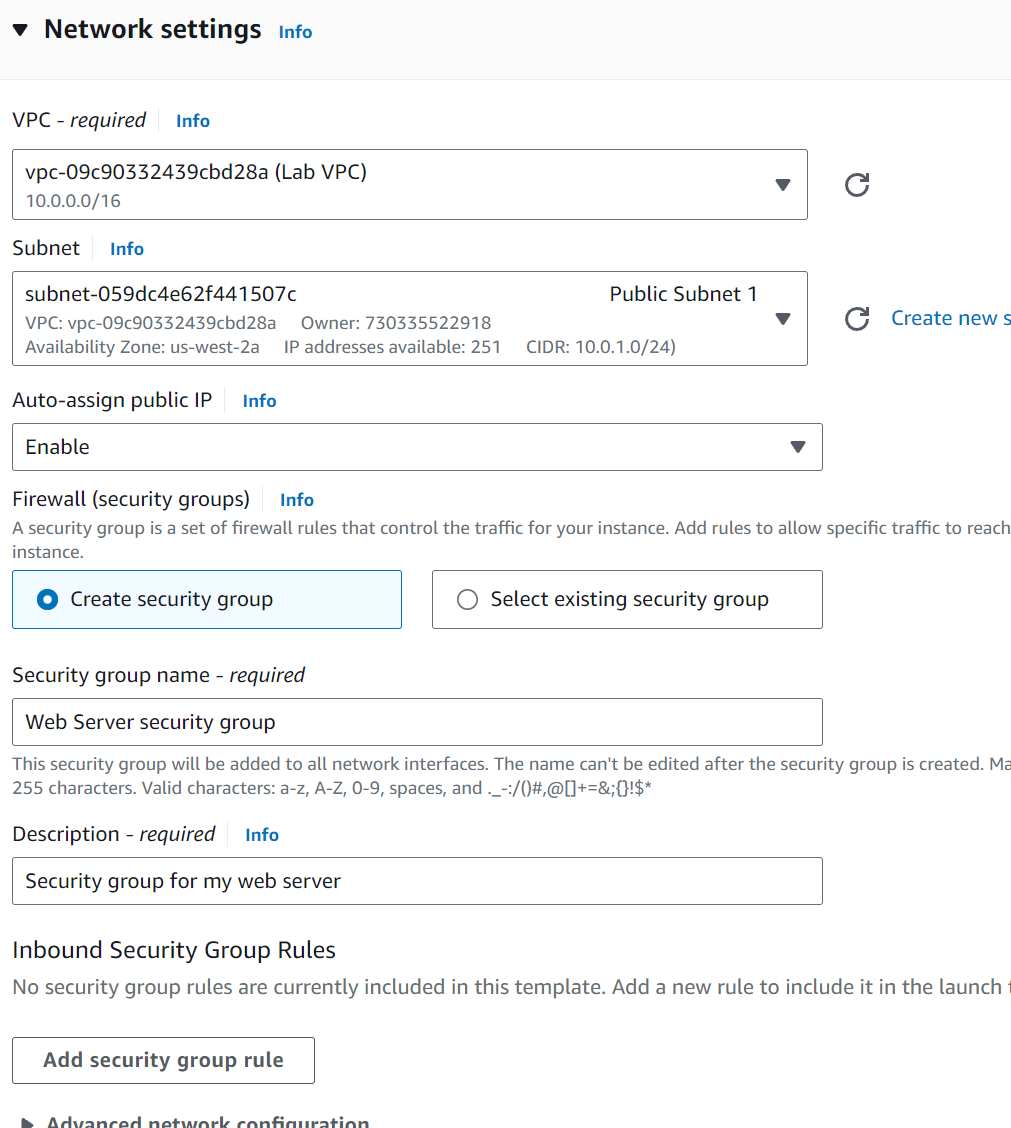 Network settings Info
VPC - required Info
vpc-09c90332439cbd28a (Lab VPC)
10.0.0.0/16
Subnet Info
subnet-059dc4e62f441507c Public Subnet 1
VPC: vpc-09c90332439cbd28a Owner: 730335522918
Availability Zone: us-west-2a IP addresses available: 251 CIDR: 10.0.1.0/24)
Create new s
Auto-assign public IP Info
Enable
Firewall (security groups) Info
A security group is a set of firewall rules that control the traffic for your instance. Add rules to allow specific traffic to reach
instance.
Create security group
Select existing security group
Security group name - required
Web Server security group
This security group will be added to all network interfaces. The name can't be edited after the security group is created. Ma
255 characters. Valid characters: a-z, A-Z, 0-9, spaces, and ._-:/()#,@[]+=&;{}!$*
Description - required Info
Security group for my web server
Inbound Security Group Rules
No security group rules are currently included in this template. Add a new rule to include it in the launch
Add security group rule
Advanced network configuration